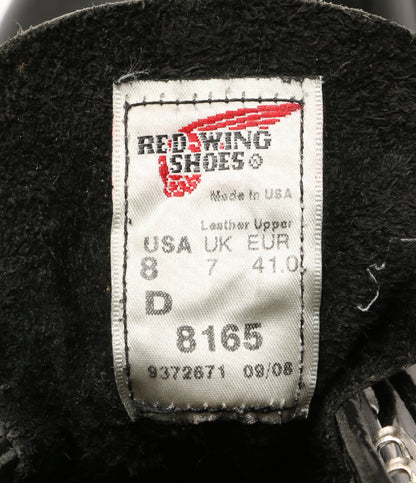 RED WING
SHOES®
Made In USA
Leather Upper
USA UK EUR
8 7 41.0
D
8165
9372671 09/08